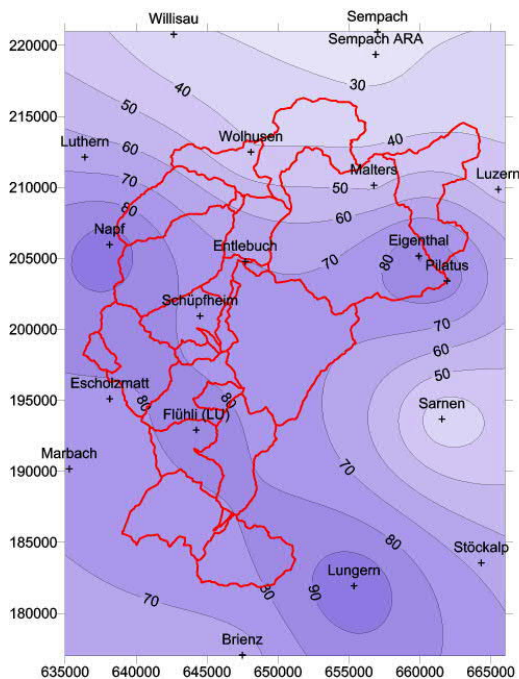 Willisau
Sempach
220000
Sempach ARA
30
40
215000
50
40
Wolhusen
60
Luthern
Malters
Luzern
70
210000
50
80
60
Napf
Entlebuch
Eigenthal
205000
70
80
Pilatus
Schüpfheim
200000
70
60
Escholzmatt
50
195000
80
80
Sarnen
Flühli (LU)
Marbach
190000
70
185000
80
Stöckalp
Lungern
80
90
180000
70
Brienz
635000 640000 645000 650000 655000 660000 665000